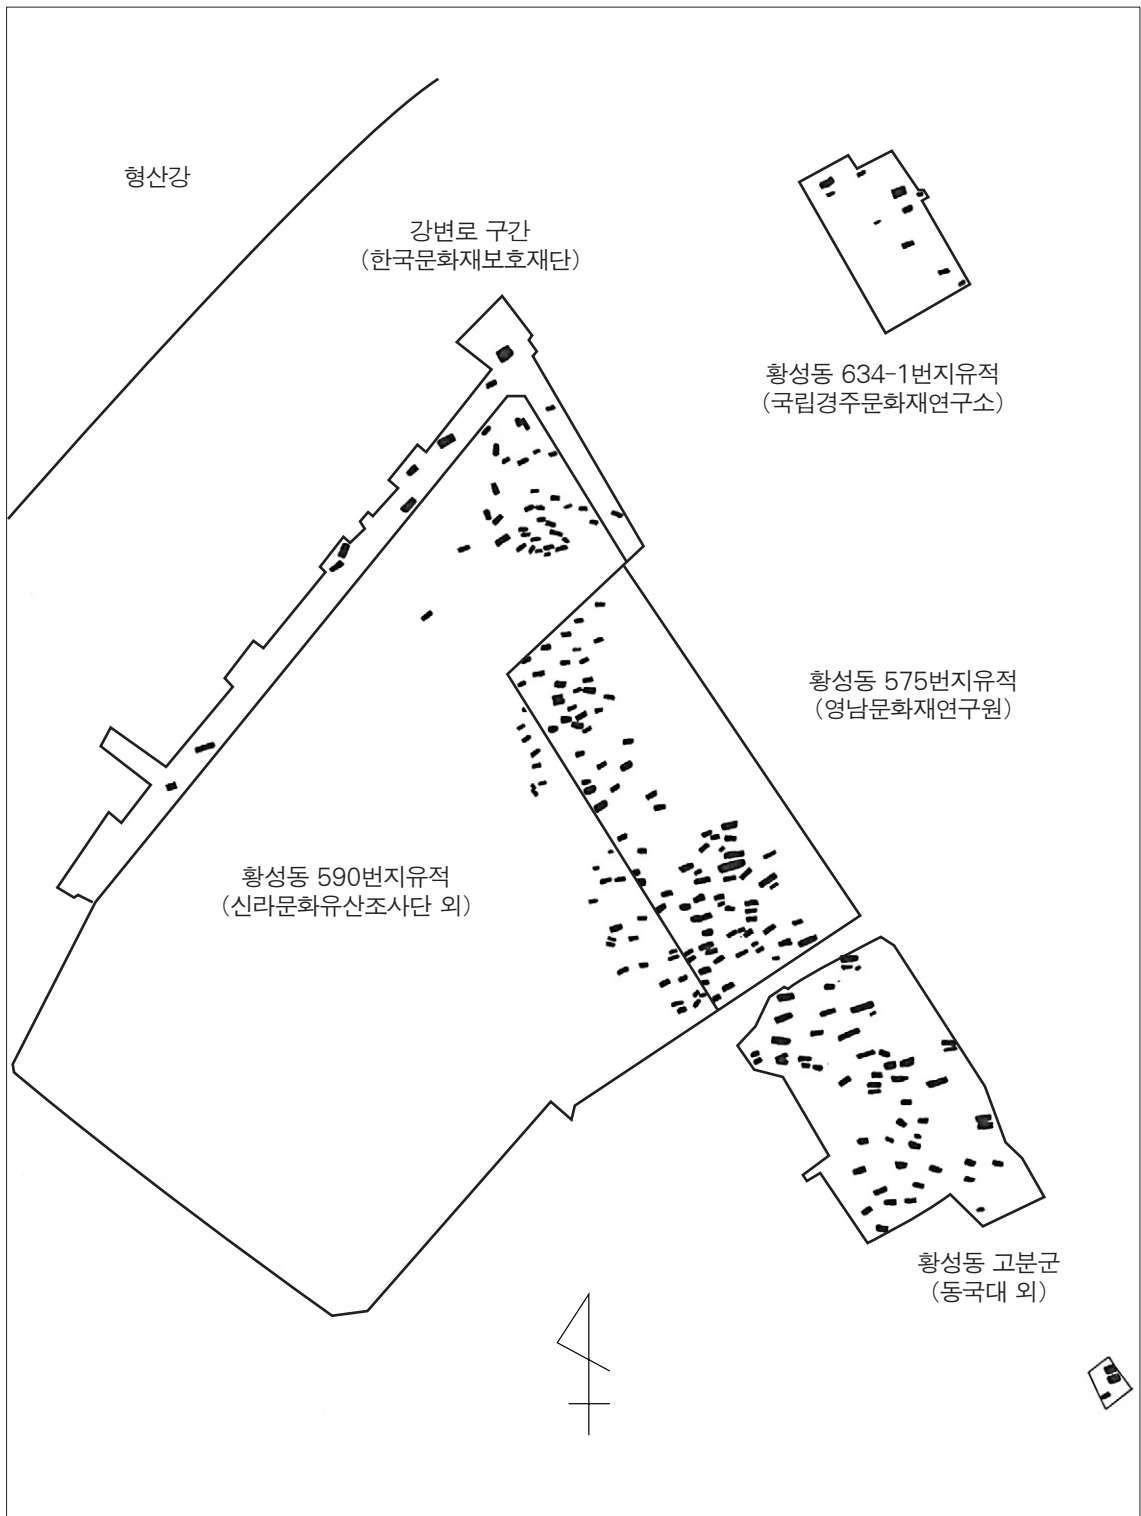 형산강
강변로 구간
(한국문화재보호재단)
황성동 634-1번지유적
(국립경주문화재연구소)
황성동 575번지유적
(영남문화재연구원)
황성동 590번지유적
(신라문화유산조사단 외)
황성동 고분군
(동국대 외)